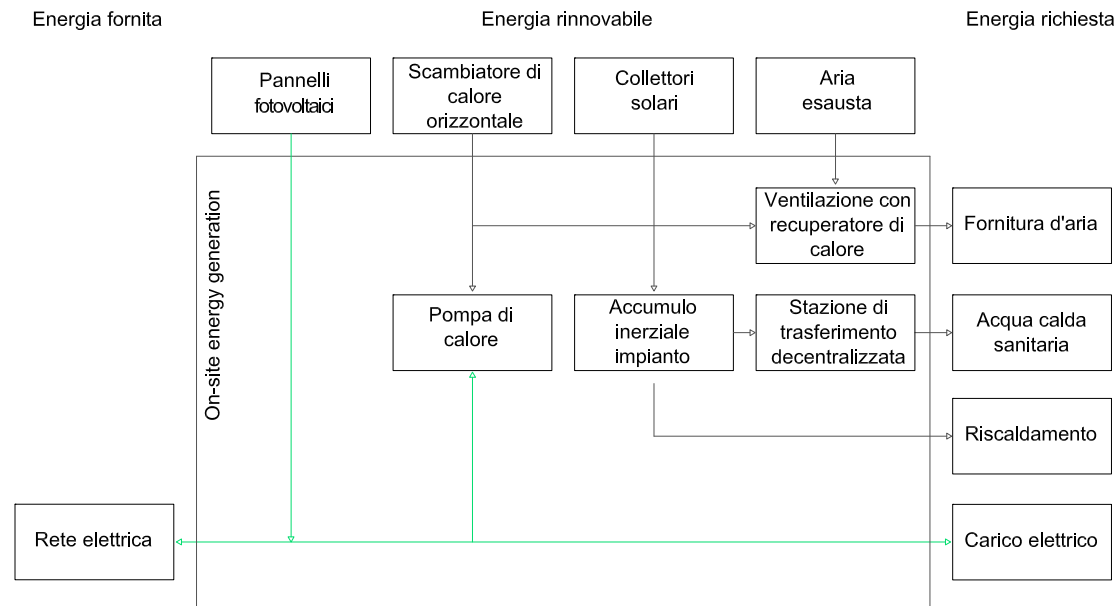 Energia fornita
Energia rinnovabile
Energia richiesta
Pannelli
fotovoltaici
Scambiatore di
calore
orizzontale
Collettori
solari
Aria
esausta
On-site energy generation
Ventilazione con
recuperatore di
calore
Fornitura d'aria
Pompa di
calore
Accumulo
inerziale
impianto
Stazione di
trasferimento
decentralizzata
Acqua calda
sanitaria
Riscaldamento
Rete elettrica
Carico elettrico